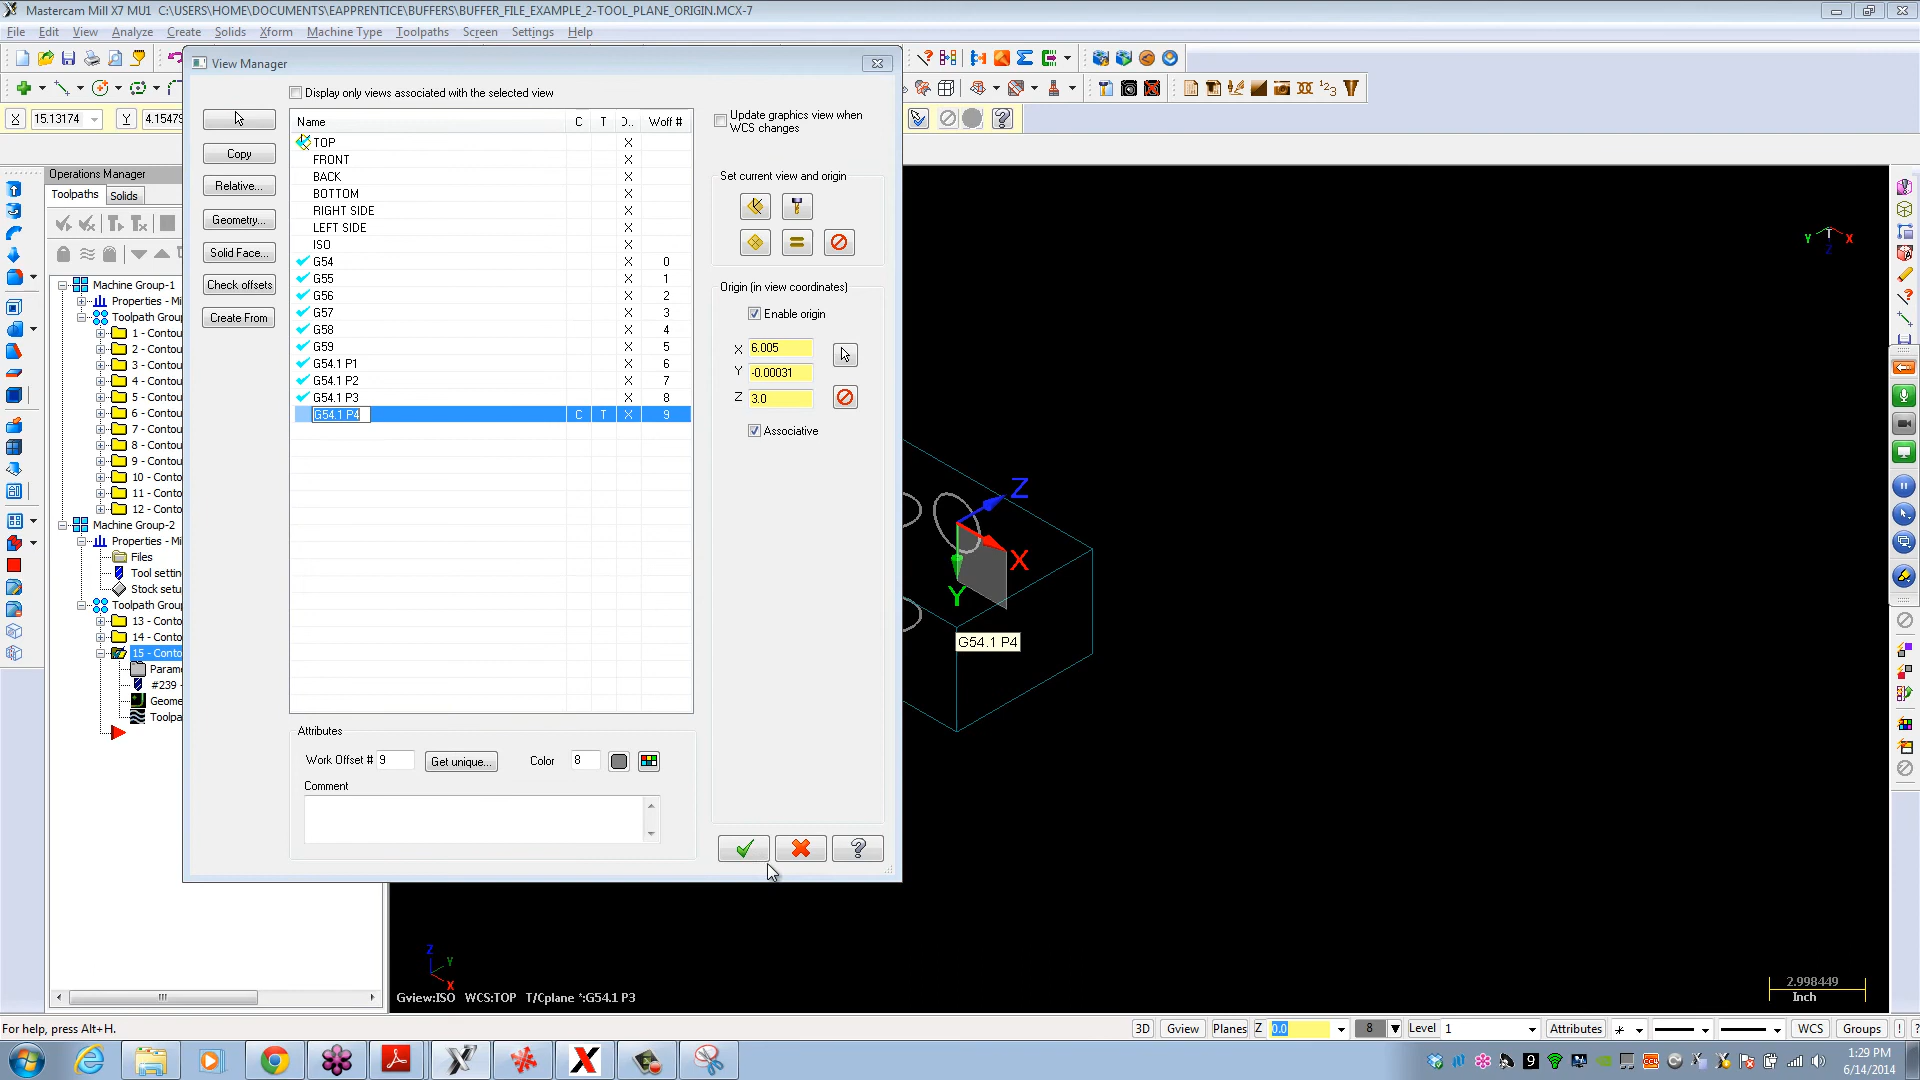 Mastercam Mill X7 MU1 C:\USERS\HOME\DOCUMENTS\EAPPRENTICE\BUFFERS\BUFFER_FILE_EXAMPLE_2-TOOL_PLANE_ORIGIN.MCX-7
File Edit View Analyze Create Solids Xform Machine Type Toolpaths Screen Settings Help
View Manager
X 15.13174 Y 4.1547
Display only views associated with the selected view
Copy
Relative...
Geometry...
Solid Face...
Check offsets
Create From
Name C T D.. Woff #
TOP X
FRONT X
BACK X
BOTTOM X
RIGHT SIDE X
LEFT SIDE X
ISO X
G54 X 0
G55 X 1
G56 X 2
G57 X 3
G58 X 4
G59 X 5
G54.1 P1 X 6
G54.1 P2 X 7
G54.1 P3 X 8
G54.1 P4 C T X 9
Update graphics view when
WCS changes
Set current view and origin
Origin (in view coordinates)
Enable origin
X 6.005
Y -0.00031
Z 3.0
Associative
Attributes
Work Offset # 9 Get unique... Color 8
Comment
Operations Manager
Toolpaths Solids
Machine Group-1
Properties - Mi
Toolpath Grou
1 - Contou
2 - Contou
3 - Contou
4 - Contou
5 - Contou
6 - Contou
7 - Contou
8 - Contou
9 - Contou
10 - Conto
11 - Conto
12 - Conto
Machine Group-2
Properties - Mi
Files
Tool settin
Stock setu
Toolpath Grou
13 - Conto
14 - Conto
15 - Conto
Parame
#239 -
Geome
Toolpa
Y T X
Z
Z
X
Y
G54.1 P4
Z
Y
X
Gview:ISO WCS:TOP T/Cplane *:G54.1 P3
2.998449
Inch
For help, press Alt+H.
3D Gview Planes Z 0.0 8 Level 1 Attributes WCS Groups ! ?
1:29 PM
6/14/2014